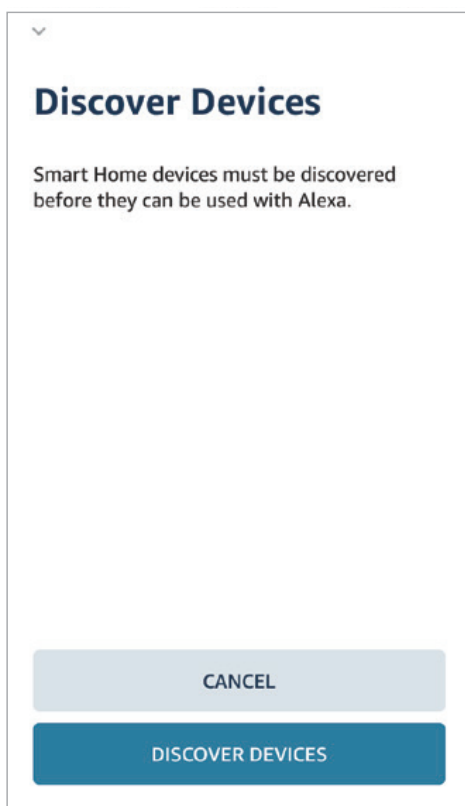 Discover Devices
Smart Home devices must be discovered
before they can be used with Alexa.
CANCEL
DISCOVER DEVICES